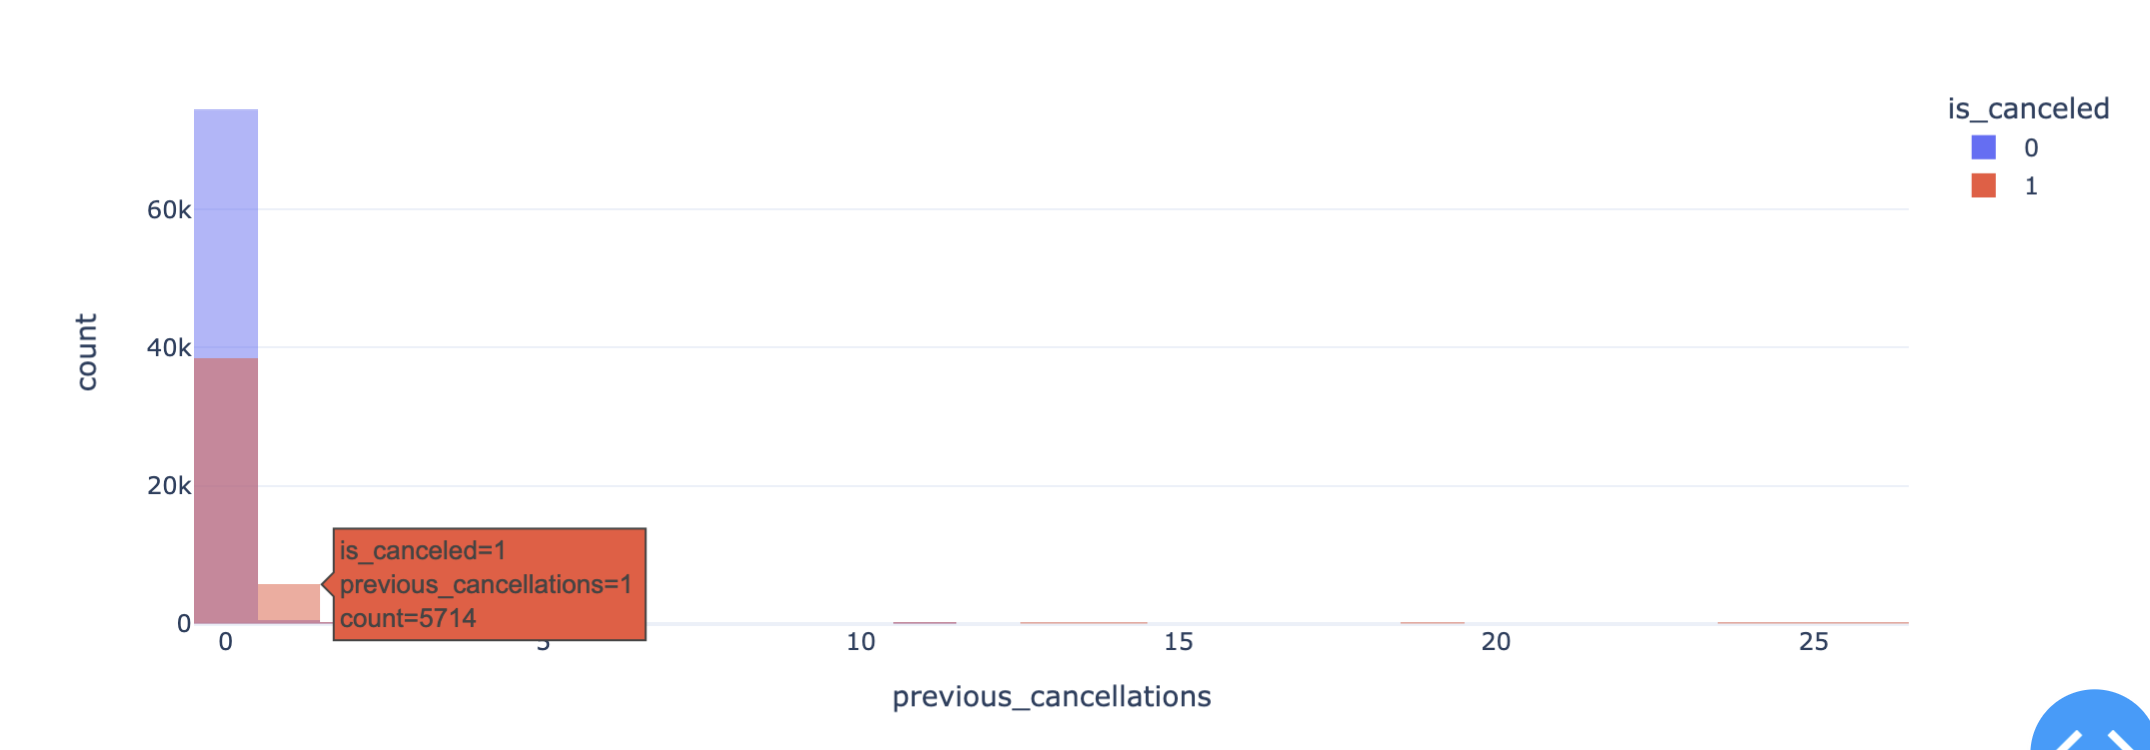 is_canceled
0
1
60k
40k
20k
0
count
is_canceled=1
previous_cancellations=1
count=5714
0
5
10
15
20
25
previous_cancellations